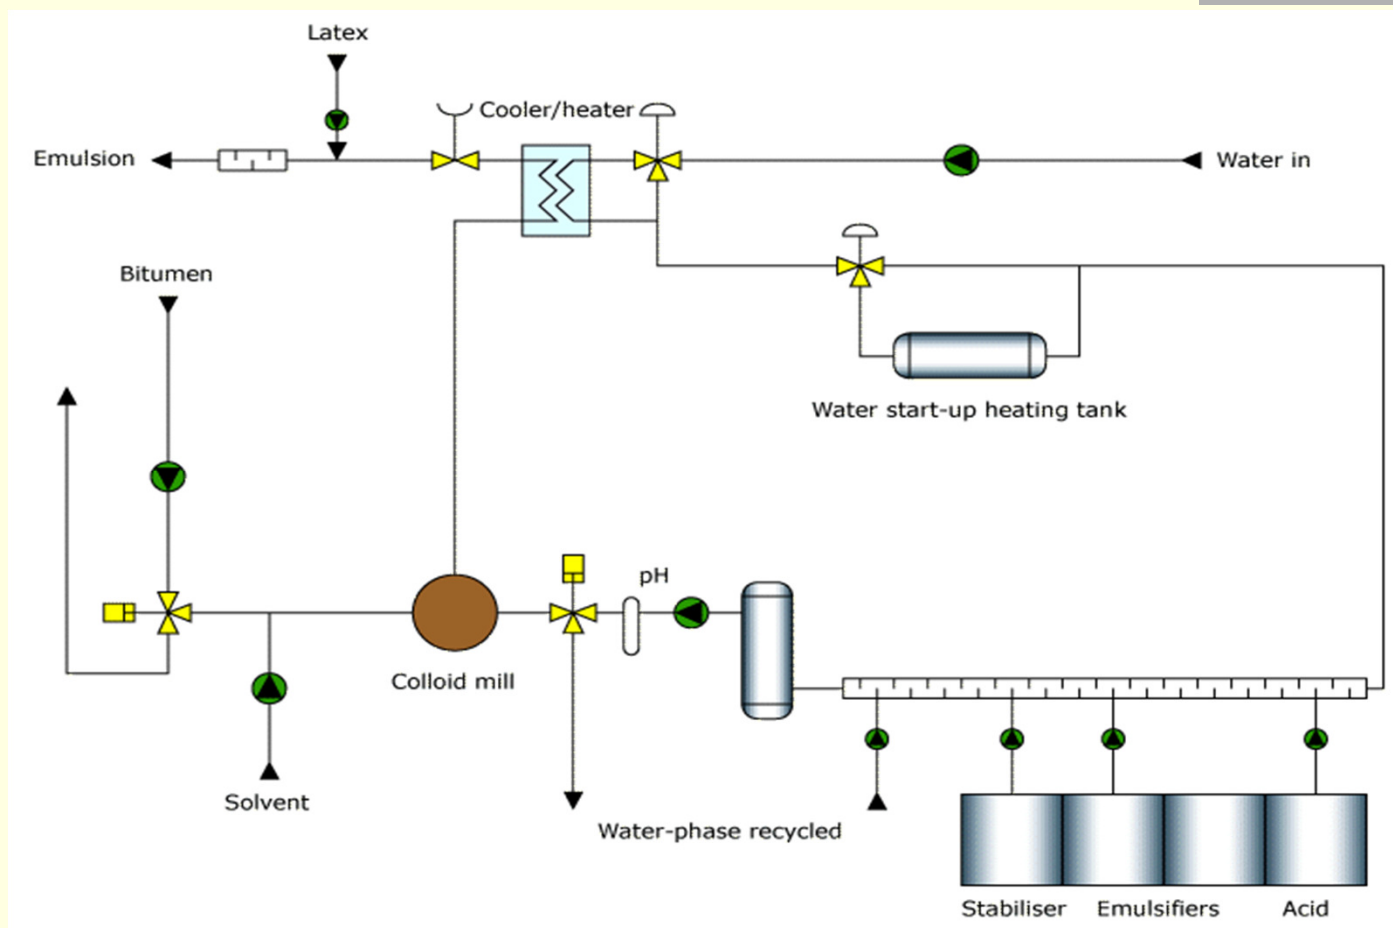 Latex
Cooler/heater
Emulsion
Water in
Bitumen
Water start-up heating tank
pH
Colloid mill
Solvent
Water-phase recycled
Stabiliser
Emulsifiers
Acid